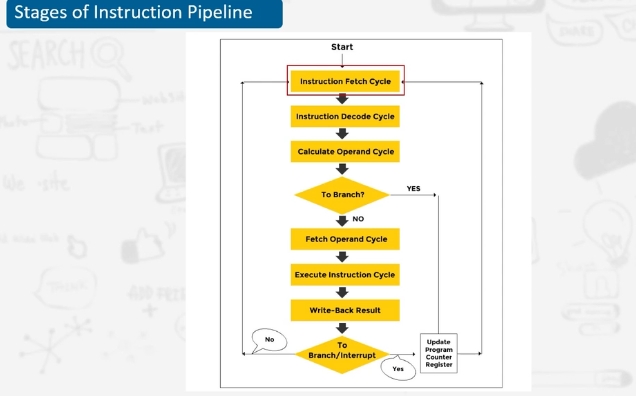 Stages of Instruction Pipeline
SEARCH
Start
Instruction Fetch Cycle
Instruction Decode Cycle
Calculate Operand Cycle
To Branch?
YES
NO
Fetch Operand Cycle
Execute Instruction Cycle
Write-Back Result
To
Branch/Interrupt
No
Yes
Update
Program
Counter
Register